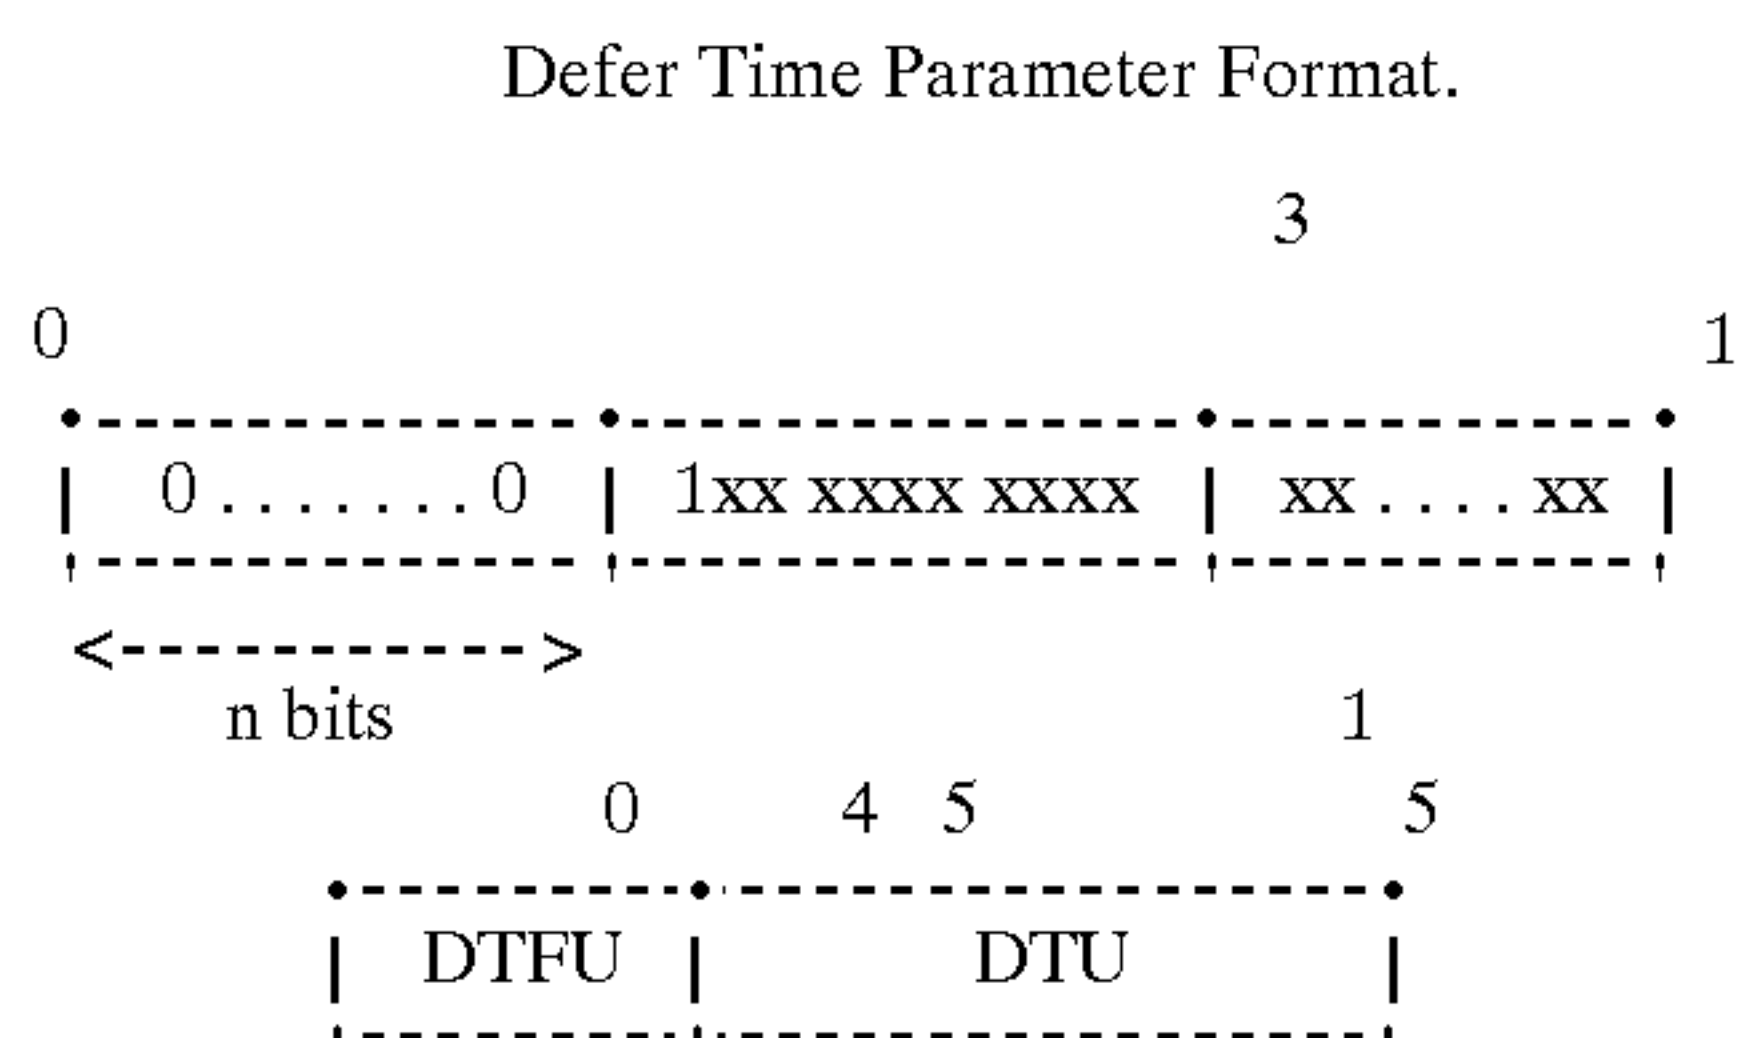 Defer Time Parameter Format.
3
0 1
0 . . . . . . . 0 | 1xx xxxx xxxx | xx . . . . xx
<----------->
n bits
1
0 4 5 5
| DTFU | DTU |